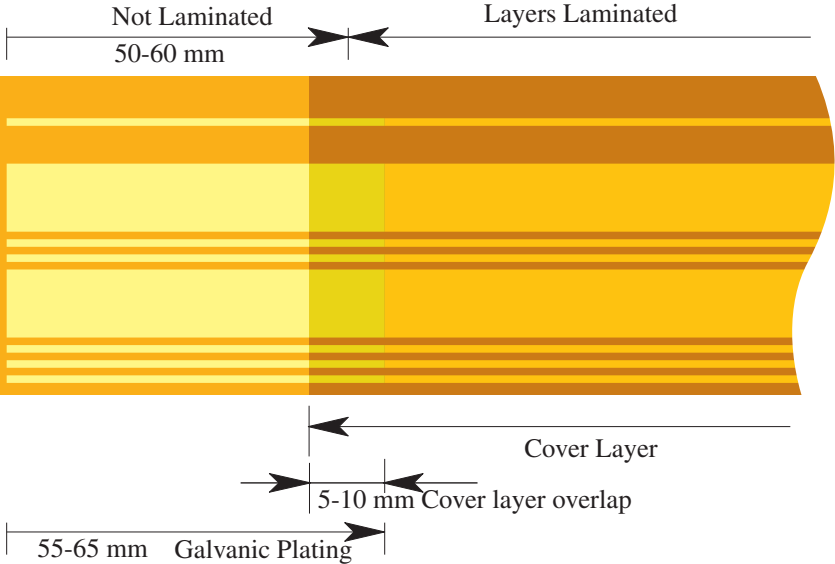 Not Laminated
Layers Laminated
50-60 mm
Cover Layer
5-10 mm Cover layer overlap
55-65 mm Galvanic Plating